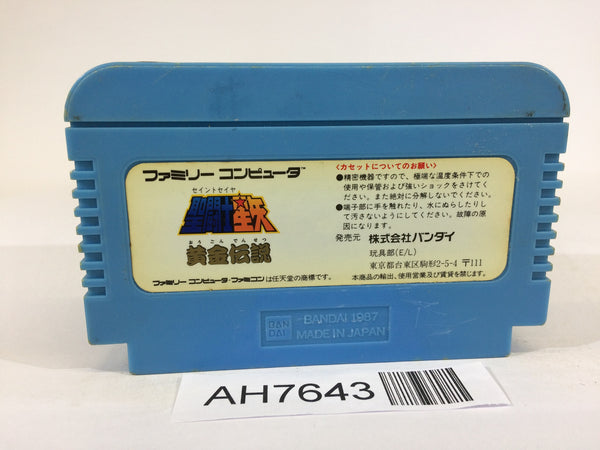 ファミリー コンピュータ™
セイントセイヤ
聖闘士星矢
おうごんでんせつ
黄金伝説
ファミリー コンピュータ・ファミコンは任天堂の商標です。
〈カセットについてのお願い〉
●精密機器ですので、極端な温度条件下での
使用や保管および強いショックをさけてくだ
さい。また絶対に分解しないでください。
●端子部に手を触れたり、水にぬらしたりし
て汚さないようにしてください。故障の原
因になります。
発売元 株式会社バンダイ
玩具部(E/L)
東京都台東区駒形2-5-4 〒111
本商品の輸出、使用営業及び賃貸を禁じます。
BAN
DAI
BANDAI 1987
MADE IN JAPAN
AH7643